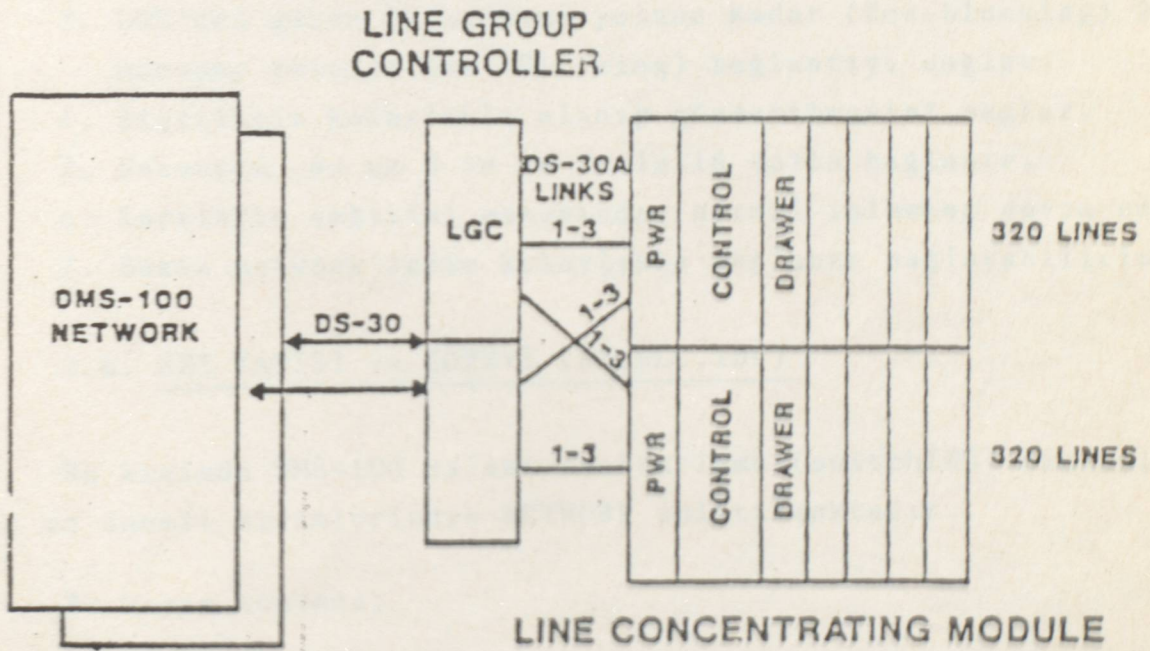 LINE GROUP
CONTROLLER
DMS-100
NETWORK
DS-30
LGC
DS-30A
LINKS
1-3
1-3
1-3
1-3
PWR
CONTROL
DRAWER
320 LINES
PWR
CONTROL
DRAWER
320 LINES
LINE CONCENTRATING MODULE